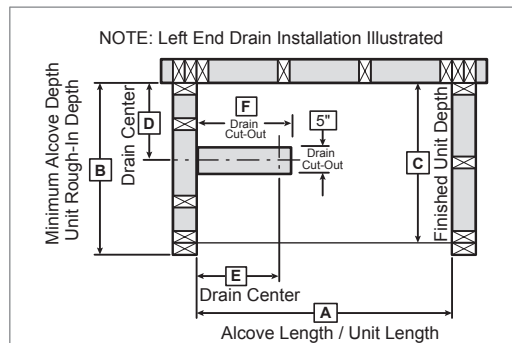 NOTE: Left End Drain Installation Illustrated
Minimum Alcove Depth
Unit Rough-In Depth
B
Drain Center
D
F
Drain
Cut-Out
5"
Drain
Cut-Out
C
Finished Unit Depth
E
Drain Center
A
Alcove Length / Unit Length